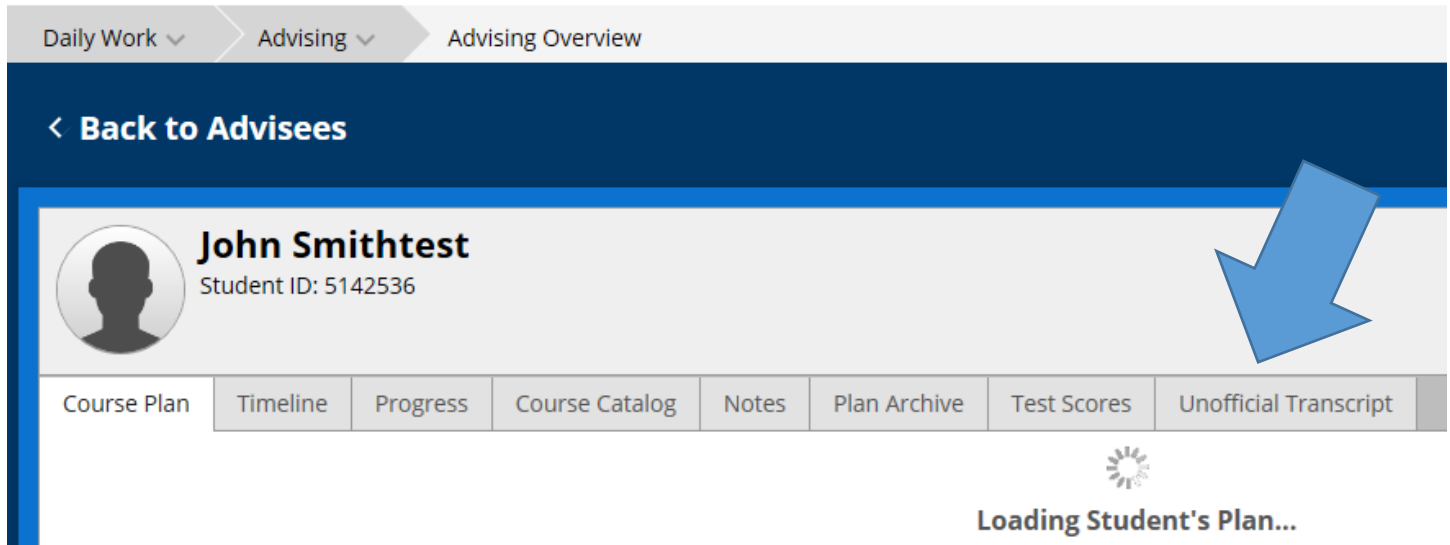 Daily Work Advising Advising Overview
< Back to Advisees
John Smithtest
Student ID: 5142536
Course Plan Timeline Progress Course Catalog Notes Plan Archive Test Scores Unofficial Transcript
Loading Student's Plan...